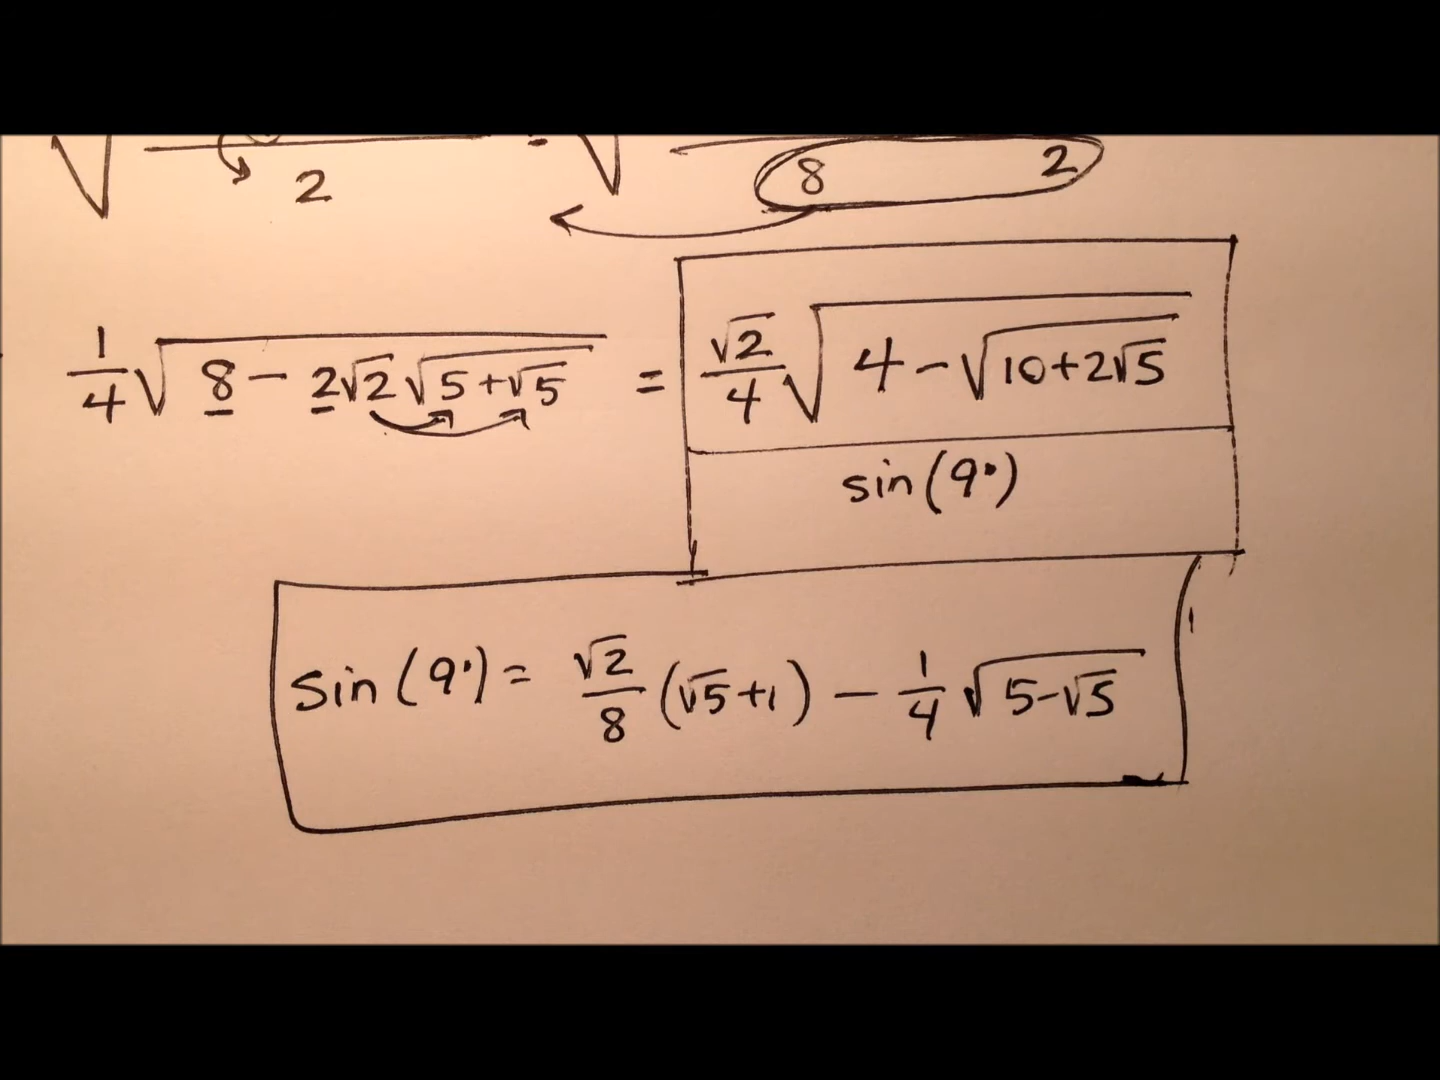 2 = 8 2
1/4 √(8 - 2√2 √(5+√5)) = √2/4 √(4 - √(10+2√5))
sin(9°)
sin(9°) = √2/8 (√5+1) - 1/4 √(5-√5)